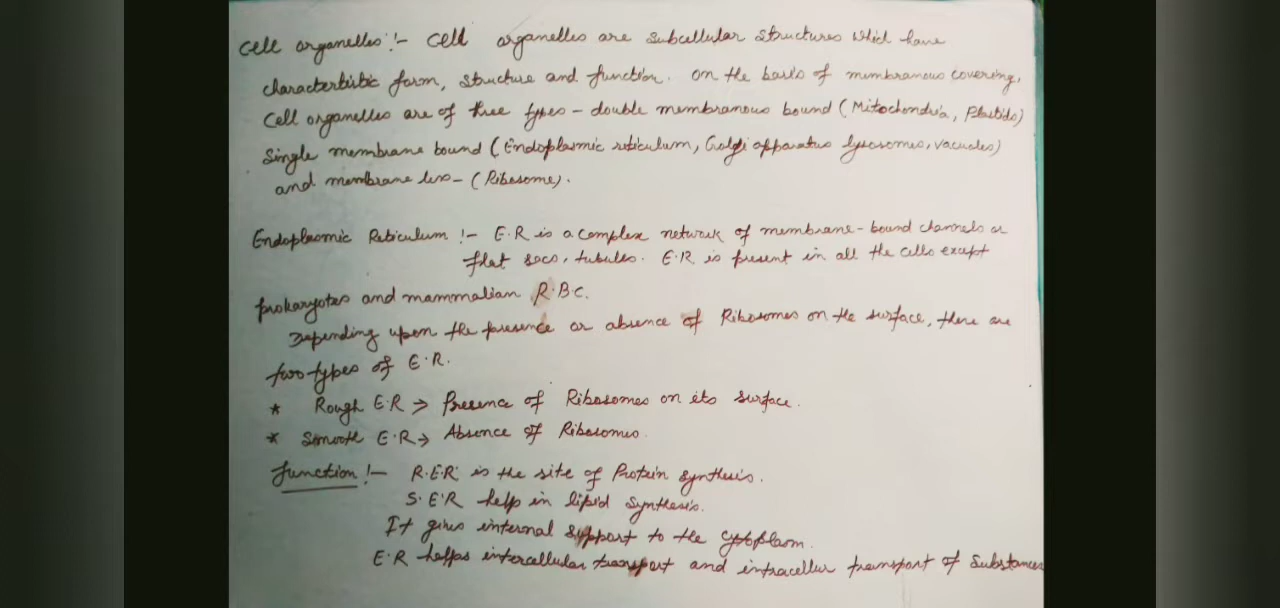 Cell organelles :- Cell organelles are subcellular structures which have
characterbistic form, structure and function. on the basis of membranous covering,
Cell organelles are of three types - double membranous bound (Mitochondria, Plastids)
Single membrane bound (Endoplasmic reticulum, Golgi apparatus lysosomes, vacuoles)
and membrane less - (Ribosome).
Endoplasmic Reticulum :- E.R is a complex network of membrane-bound channels or
flat sacs, tubules. E.R is present in all the cells except
prokaryotes and mammalian R.B.C.
Depending upon the presence or absence of Ribosomes on the surface, there are
two types of E.R.
* Rough E.R → Presence of Ribosomes on its surface.
* Smooth E.R → Absence of Ribosomes.
function :- R.E.R is the site of Protein synthesis.
S.E.R help in lipid synthesis.
It gives internal support to the cytoplasm.
E.R helps intercellular transport and intracellur transport of Substances